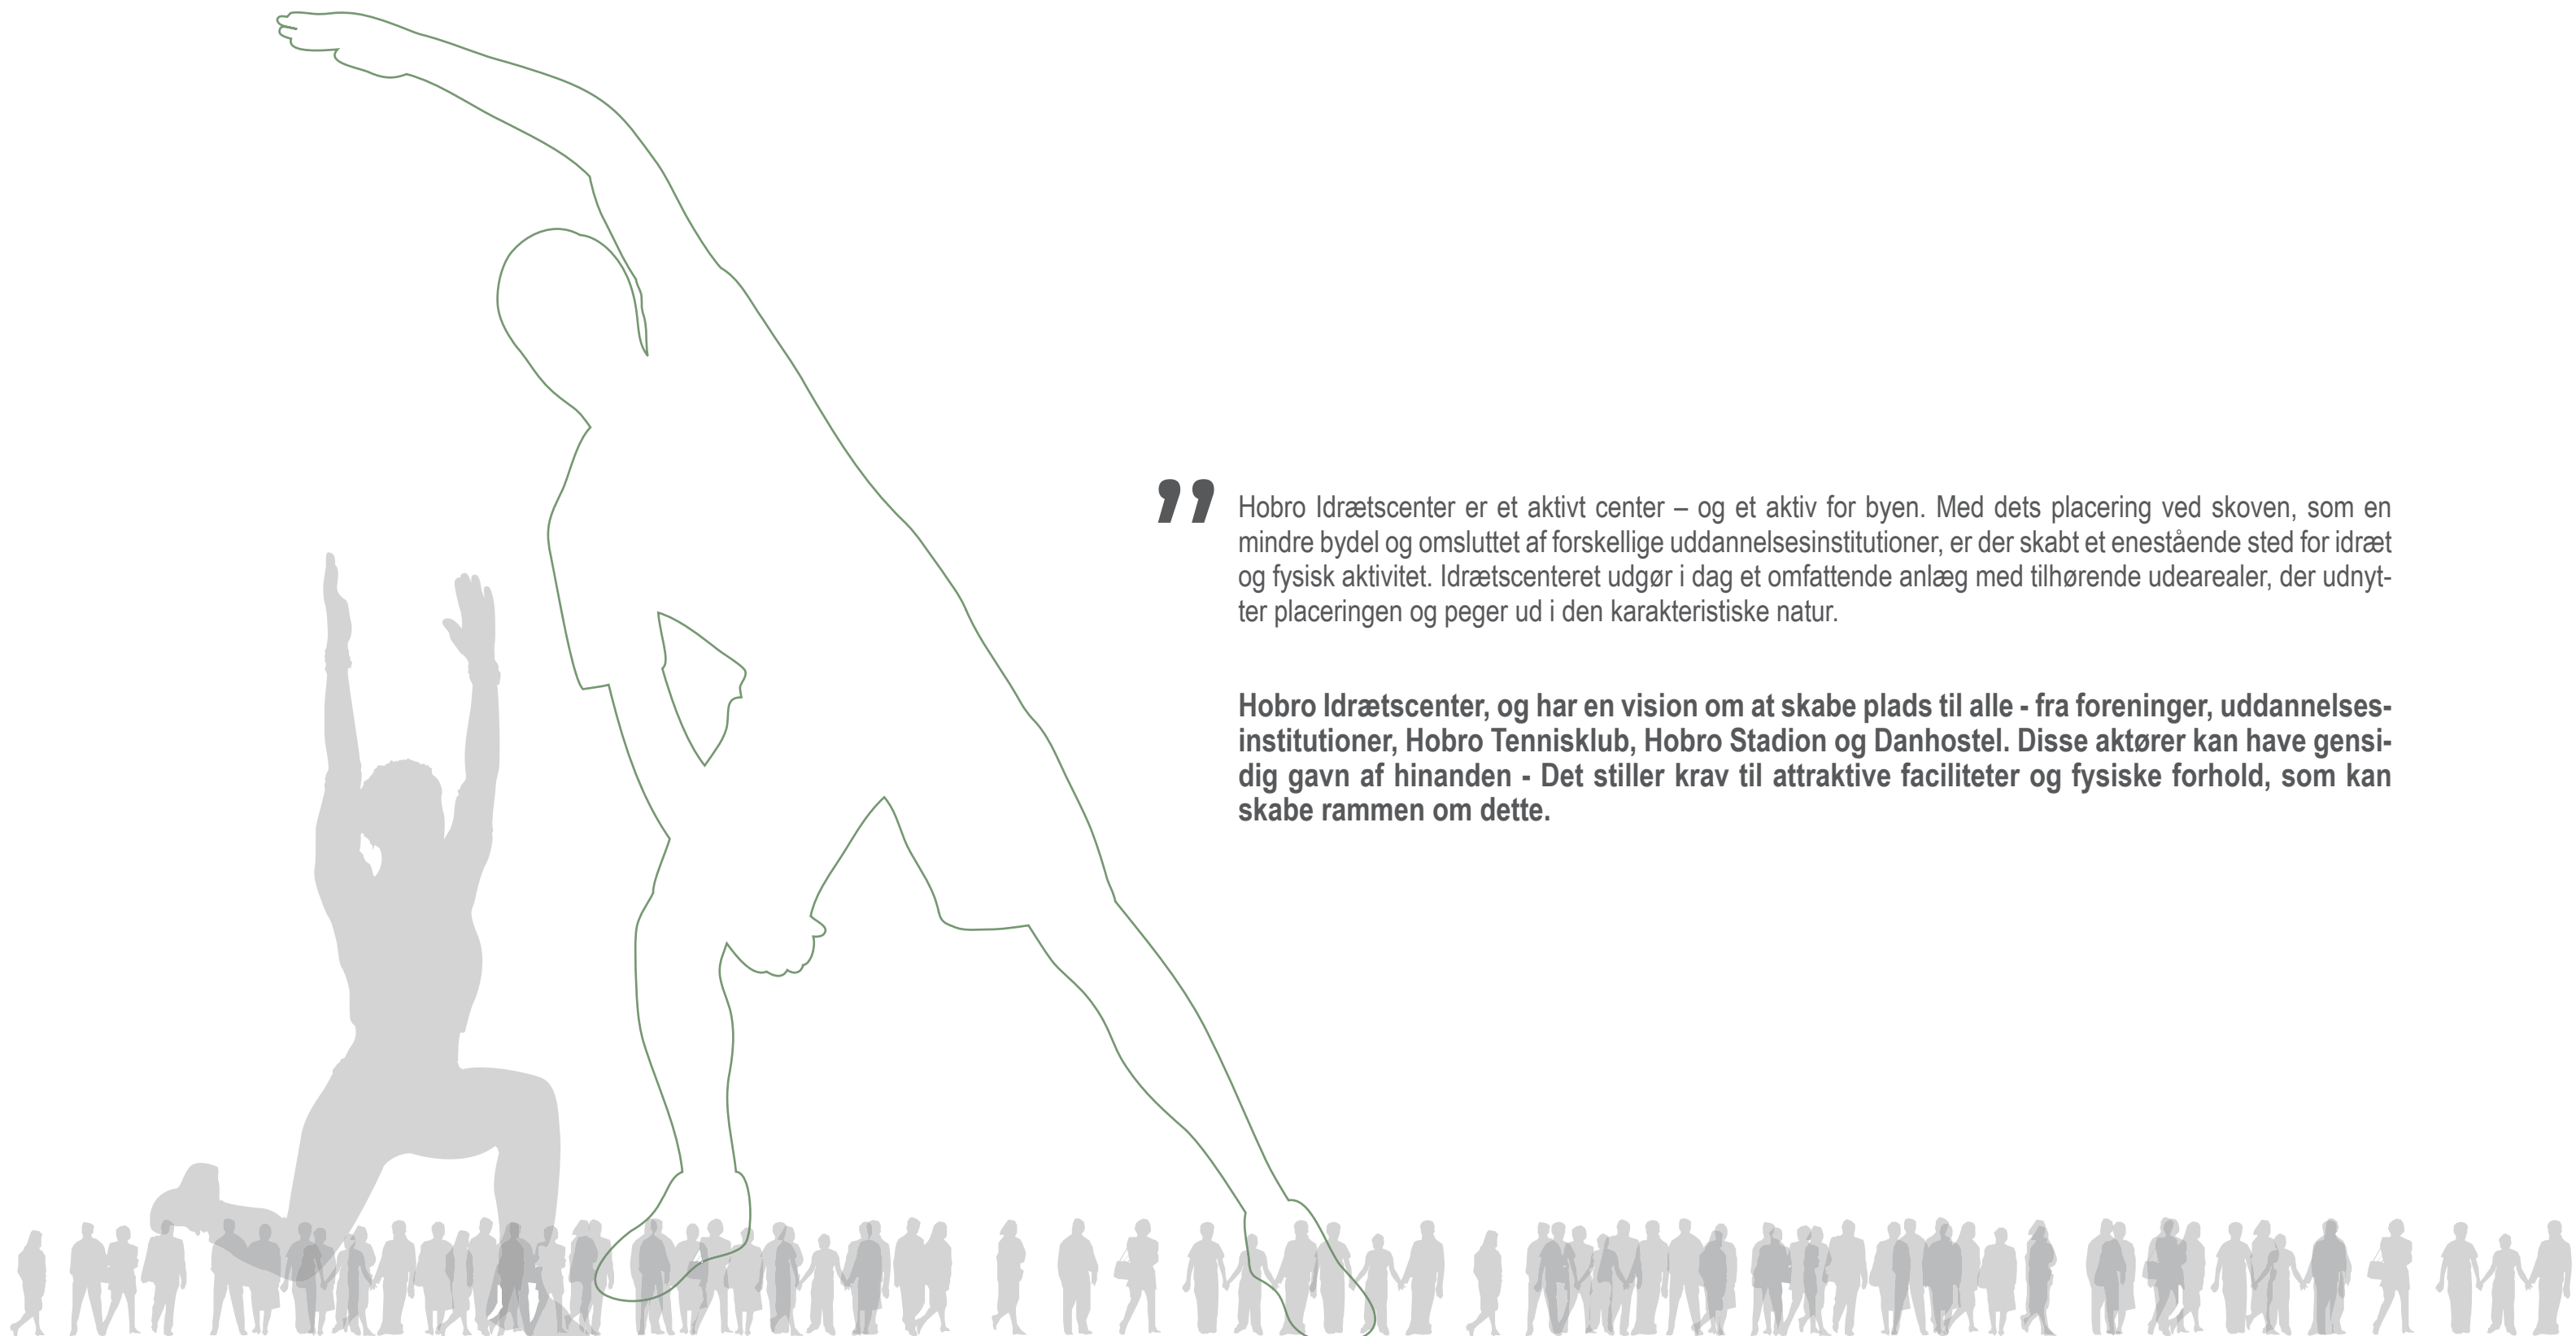 ” Hobro Idrætscenter er et aktivt center – og et aktiv for byen. Med dets placering ved skoven, som en
mindre bydel og omsluttet af forskellige uddannelsesinstitutioner, er der skabt et enestående sted for idræt
og fysisk aktivitet. Idrætscenteret udgør i dag et omfattende anlæg med tilhørende udearealer, der udnyt-
ter placeringen og peger ud i den karakteristiske natur.
Hobro Idrætscenter, og har en vision om at skabe plads til alle - fra foreninger, uddannelses-
institutioner, Hobro Tennisklub, Hobro Stadion og Danhostel. Disse aktører kan have gensi-
dig gavn af hinanden - Det stiller krav til attraktive faciliteter og fysiske forhold, som kan
skabe rammen om dette.